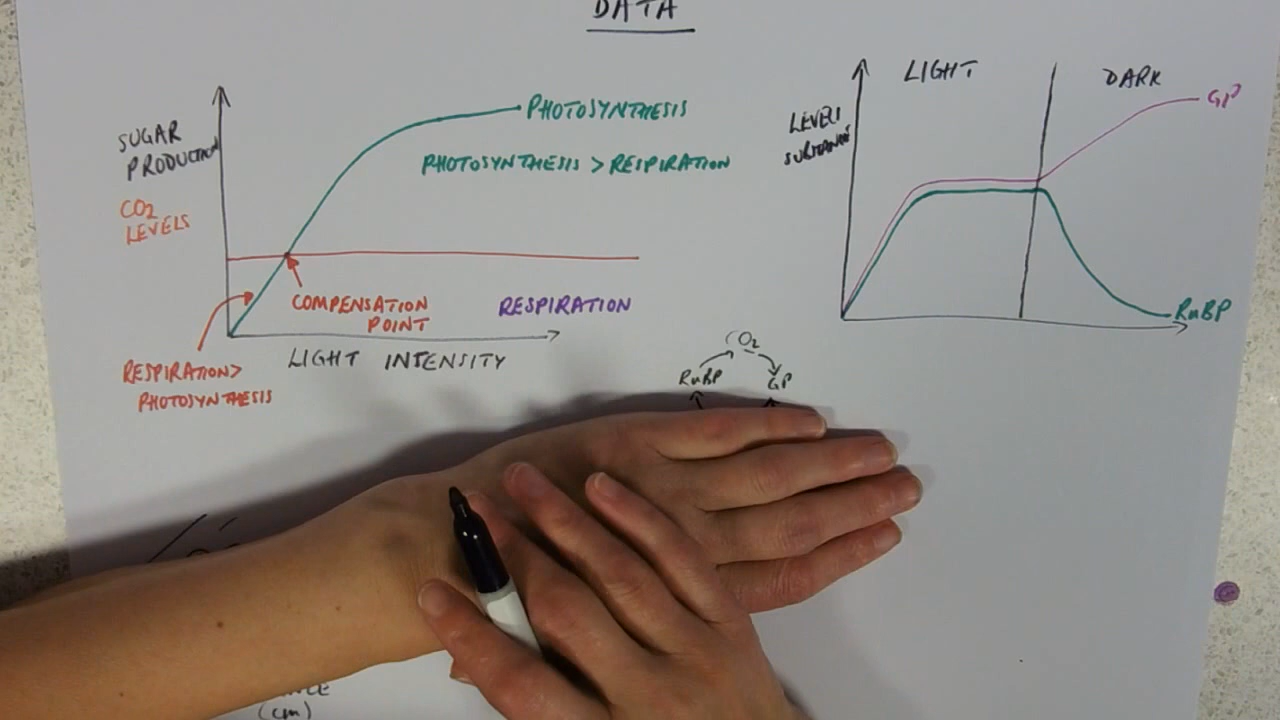 DATA
SUGAR
PRODUCTION
CO2
LEVELS
PHOTOSYNTHESIS
PHOTOSYNTHESIS > RESPIRATION
COMPENSATION
POINT
RESPIRATION
LIGHT INTENSITY
RESPIRATION>
PHOTOSYNTHESIS
LIGHT
DARK
GP
RuBP
CO2
RuBP
GP
(cm)